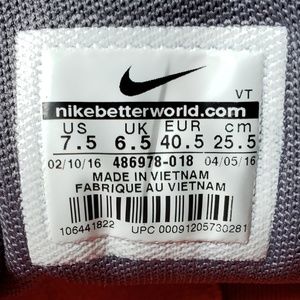 VT
nikebetterworld.com
US UK EUR cm
7.5 6.5 40.5 25.5
02/10/16 486978-018 04/05/16
MADE IN VIETNAM
FABRIQUE AU VIETNAM
106441822 UPC 00091205730281